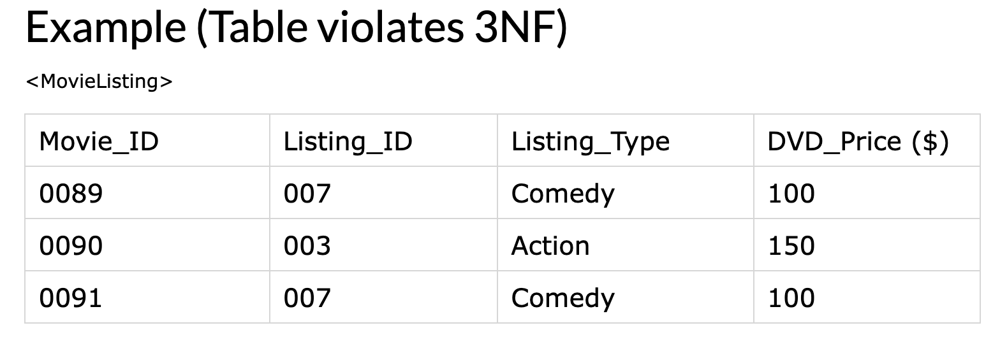 Example (Table violates 3NF)
<MovieListing>
Movie_ID Listing_ID Listing_Type DVD_Price ($)
0089 007 Comedy 100
0090 003 Action 150
0091 007 Comedy 100